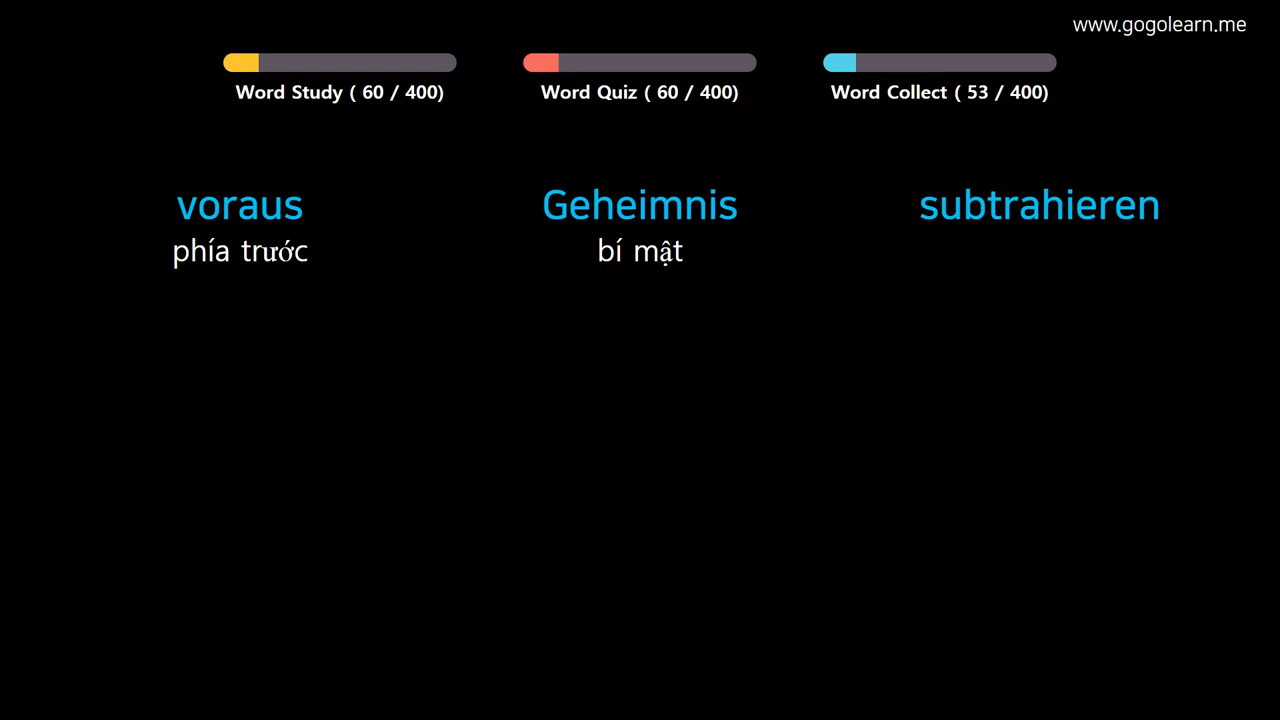 www.gogolearn.me
Word Study ( 60 / 400)
Word Quiz ( 60 / 400)
Word Collect ( 53 / 400)
voraus
phía trước
Geheimnis
bí mật
subtrahieren